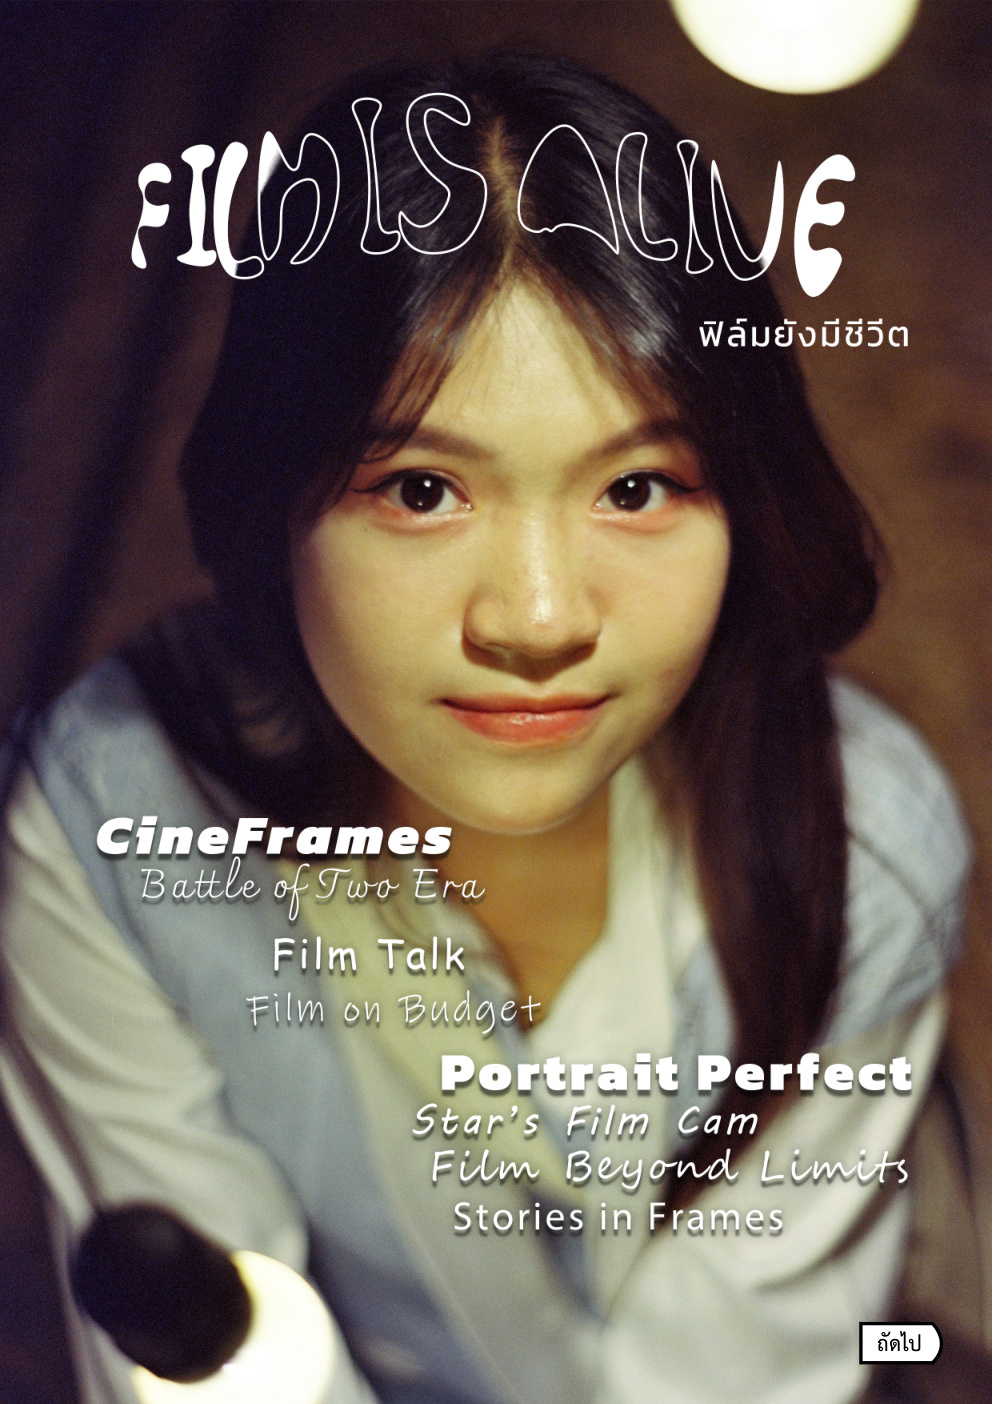 FILM IS ALIVE
ฟิล์มยังมีชีวีต
CineFrames
Battle of Two Era
Film Talk
Film on Budget
Portrait Perfect
Star's Film Cam
Film Beyond Limits
Stories in Frames
ถัดไป